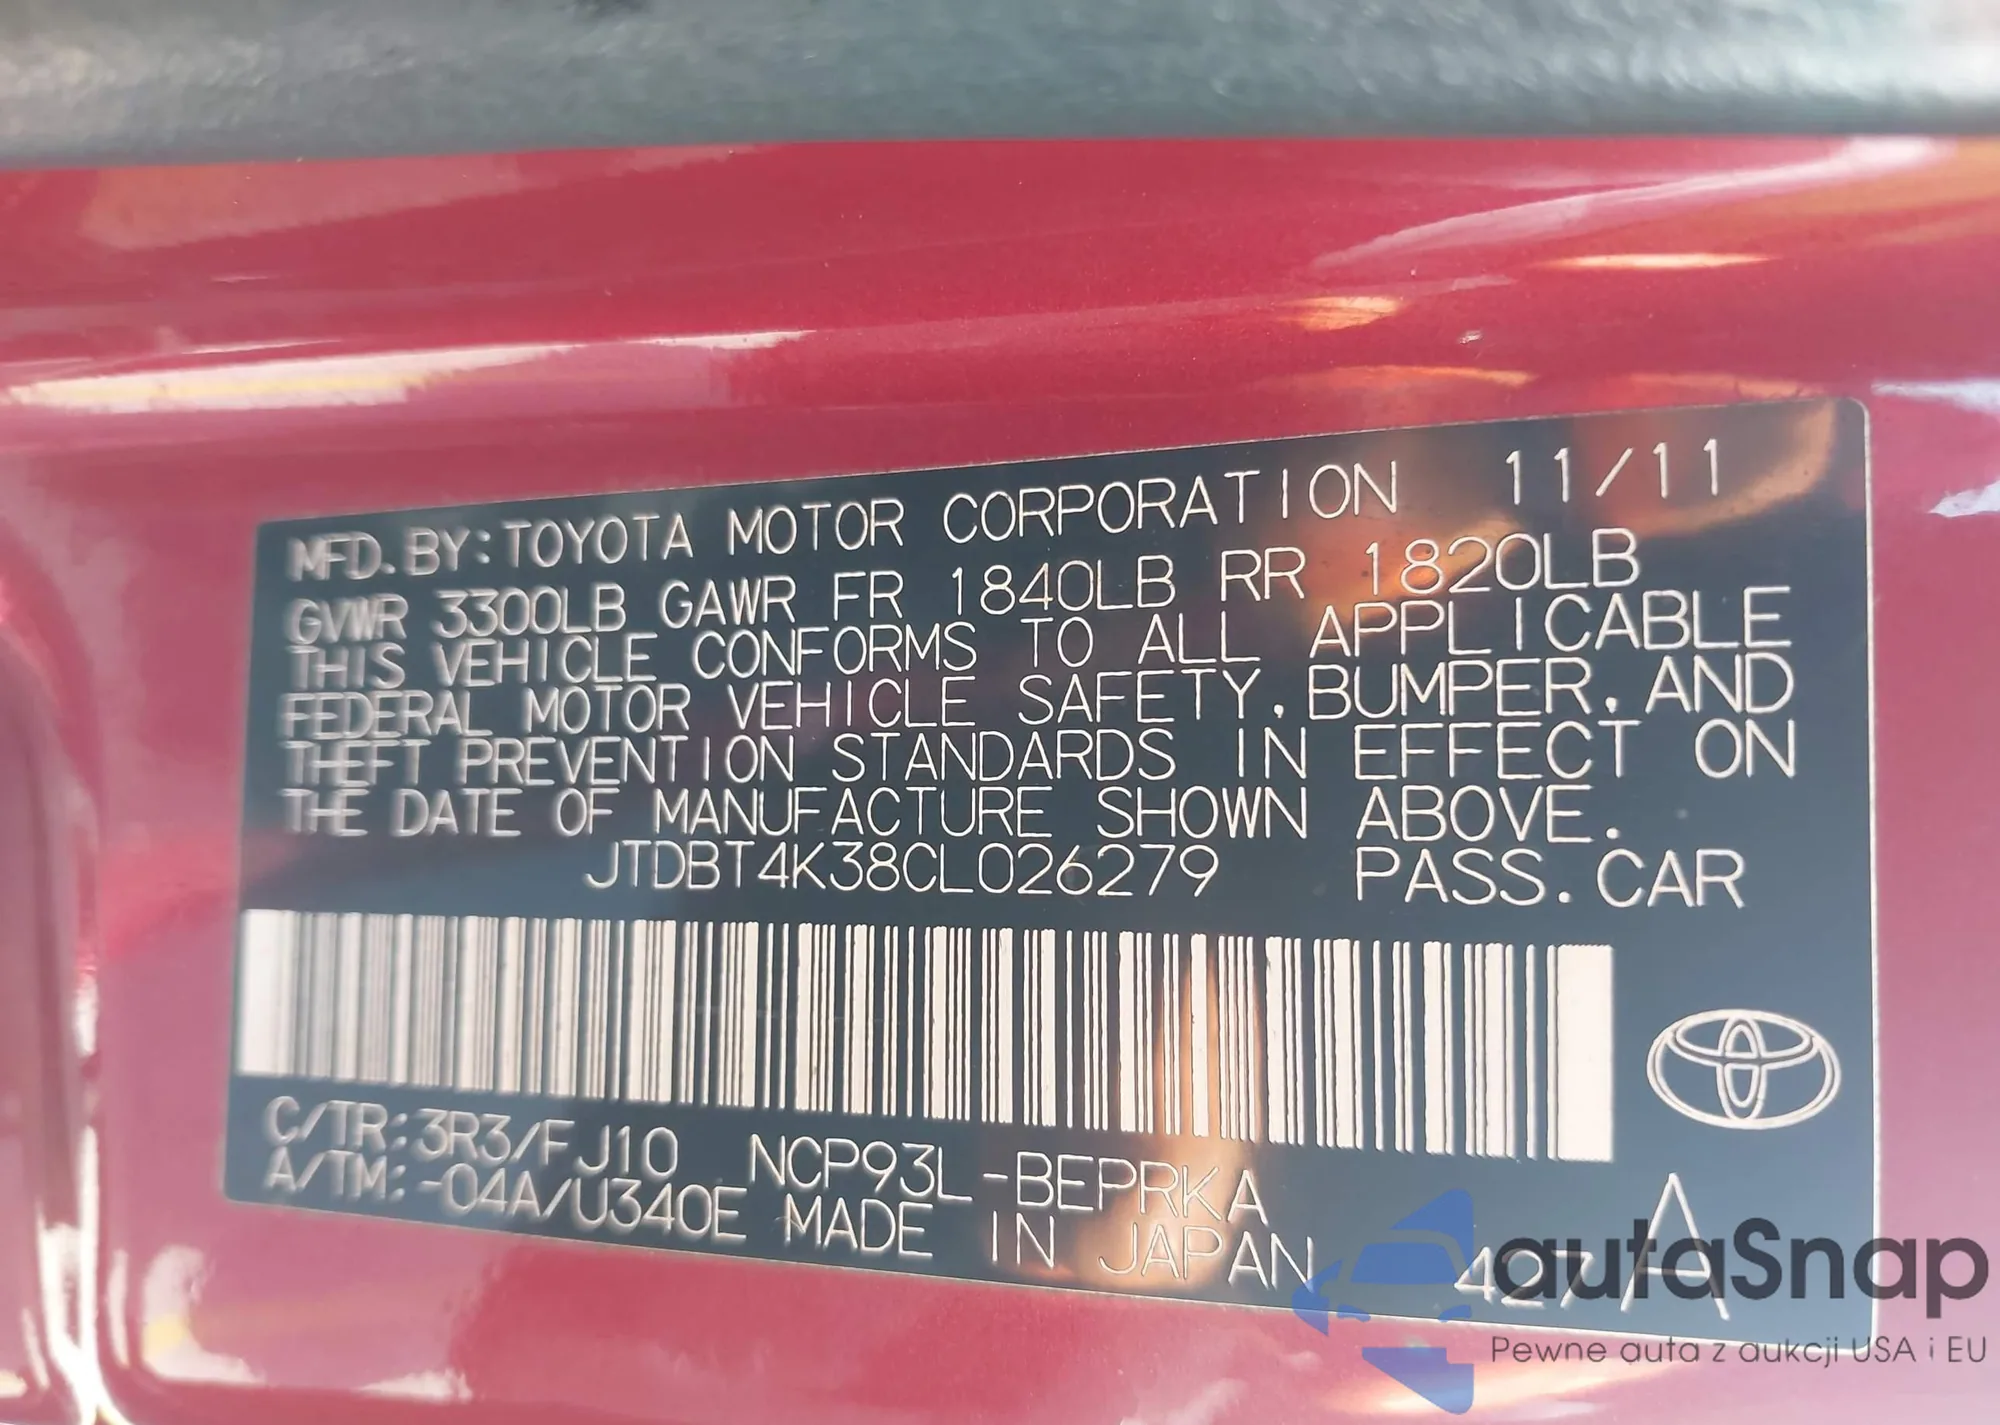 MFD. BY: TOYOTA MOTOR CORPORATION 11/11
GVWR 3300LB GAWR FR 1840LB RR 1820LB
THIS VEHICLE CONFORMS TO ALL APPLICABLE
FEDERAL MOTOR VEHICLE SAFETY, BUMPER, AND
THEFT PREVENTION STANDARDS IN EFFECT ON
THE DATE OF MANUFACTURE SHOWN ABOVE.
JTDBT4K38CL026279 PASS. CAR
C/TR: 3R3/FJ10 NCP93L-BEPRKA
A/TM: -04A/U340E MADE IN JAPAN 427A
autaSnap
Pewne auta z aukcji USA i EU